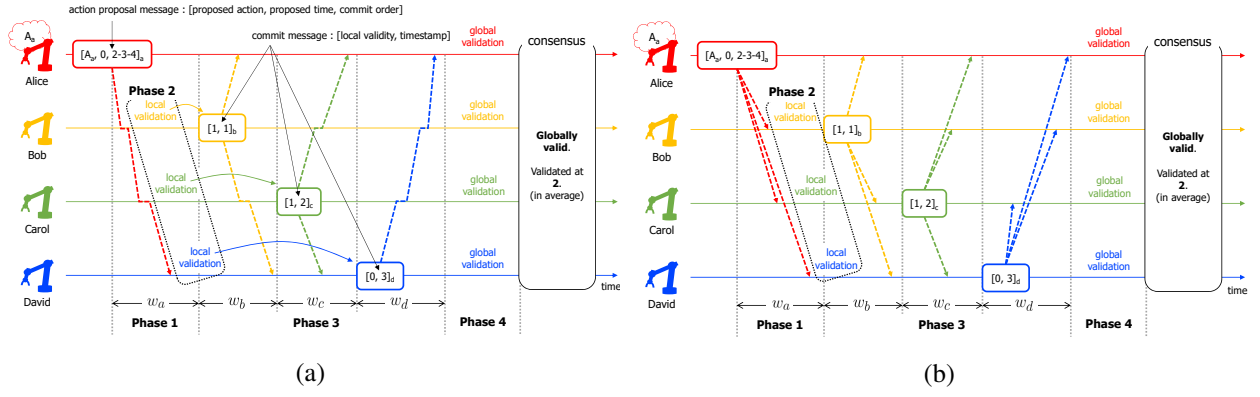 action proposal message : [proposed action, proposed time, commit order]
commit message : [local validity, timestamp]
Aa
[Aa, 0, 2-3-4]a
Alice
global
validation
consensus
Phase 2
local
validation
[1, 1]b
Bob
global
validation
Globally
valid.
Validated at
2.
(in average)
local
validation
[1, 2]c
Carol
global
validation
local
validation
[0, 3]d
David
global
validation
time
wa
wb
wc
wd
Phase 1
Phase 3
Phase 4
(a)
Aa
[Aa, 0, 2-3-4]a
Alice
global
validation
consensus
Phase 2
local
validation
[1, 1]b
Bob
global
validation
Globally
valid.
Validated at
2.
(in average)
local
validation
[1, 2]c
Carol
global
validation
local
validation
[0, 3]d
David
global
validation
time
wa
wb
wc
wd
Phase 1
Phase 3
Phase 4
(b)